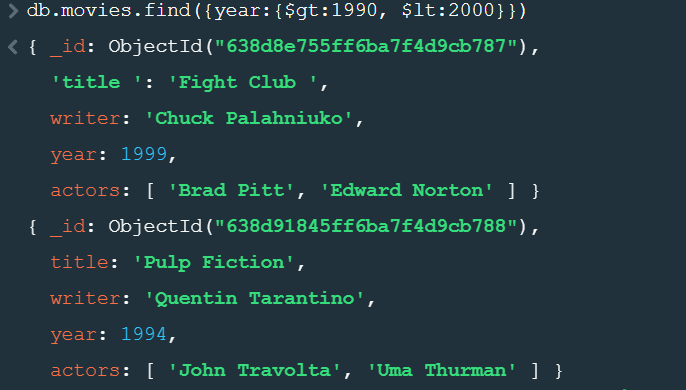 db.movies.find({year:{$gt:1990, $lt:2000}})
{ _id: ObjectId("638d8e755ff6ba7f4d9cb787"),
'title ': 'Fight Club ',
writer: 'Chuck Palahniuko',
year: 1999,
actors: [ 'Brad Pitt', 'Edward Norton' ] }
{ _id: ObjectId("638d91845ff6ba7f4d9cb788"),
title: 'Pulp Fiction',
writer: 'Quentin Tarantino',
year: 1994,
actors: [ 'John Travolta', 'Uma Thurman' ] }